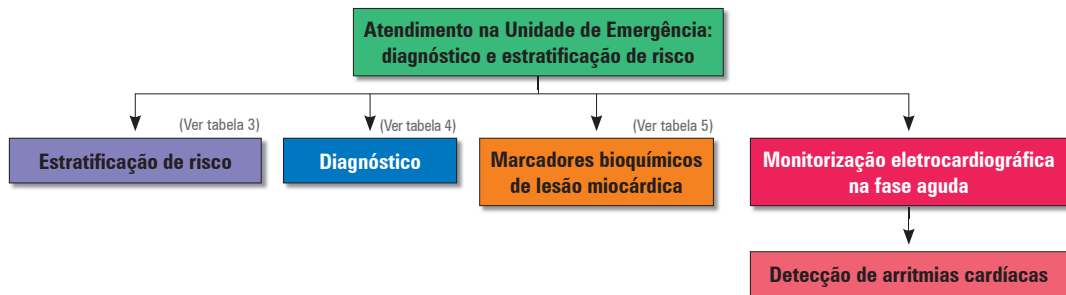 Atendimento na Unidade de Emergência:
diagnóstico e estratificação de risco
(Ver tabela 3)
Estratificação de risco
(Ver tabela 4)
Diagnóstico
(Ver tabela 5)
Marcadores bioquímicos
de lesão miocárdica
Monitorização eletrocardiográfica
na fase aguda
Detecção de arritmias cardíacas